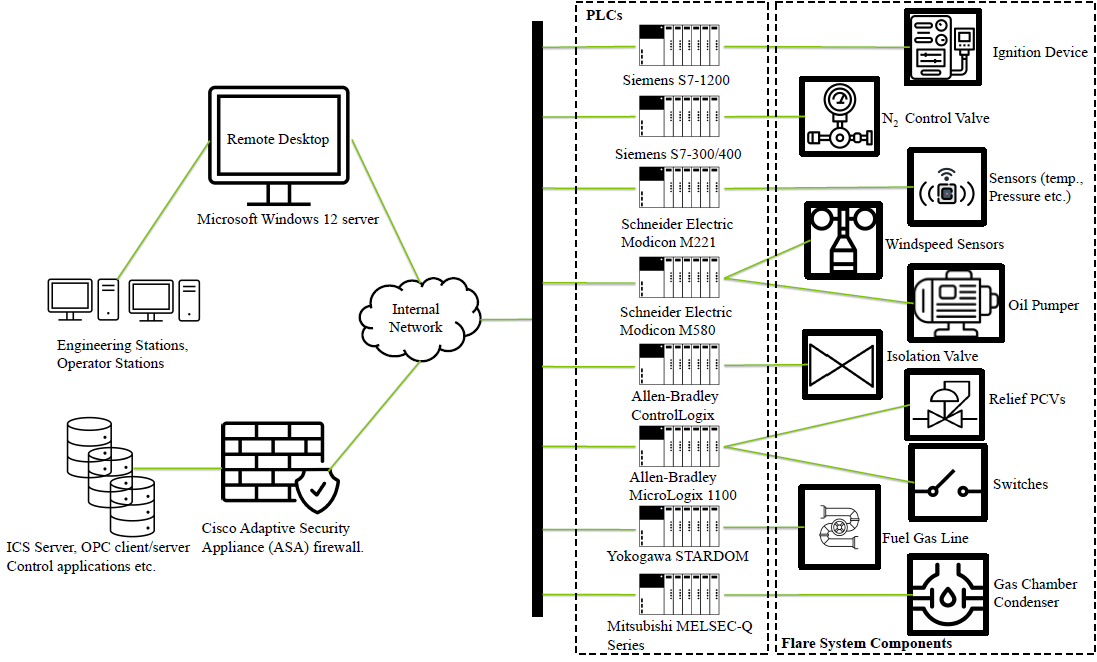 PLCs
Siemens S7-1200
Ignition Device
Siemens S7-300/400
N2 Control Valve
Remote Desktop
Microsoft Windows 12 server
Schneider Electric
Modicon M221
Sensors (temp.,
Pressure etc.)
Windspeed Sensors
Schneider Electric
Modicon M580
Oil Pumper
Internal
Network
Engineering Stations,
Operator Stations
Allen-Bradley
ControlLogix
Isolation Valve
Relief PCVs
Allen-Bradley
MicroLogix 1100
Switches
Cisco Adaptive Security
Appliance (ASA) firewall.
ICS Server, OPC client/server
Control applications etc.
Yokogawa STARDOM
Fuel Gas Line
Mitsubishi MELSEC-Q
Series
Gas Chamber
Condenser
Flare System Components